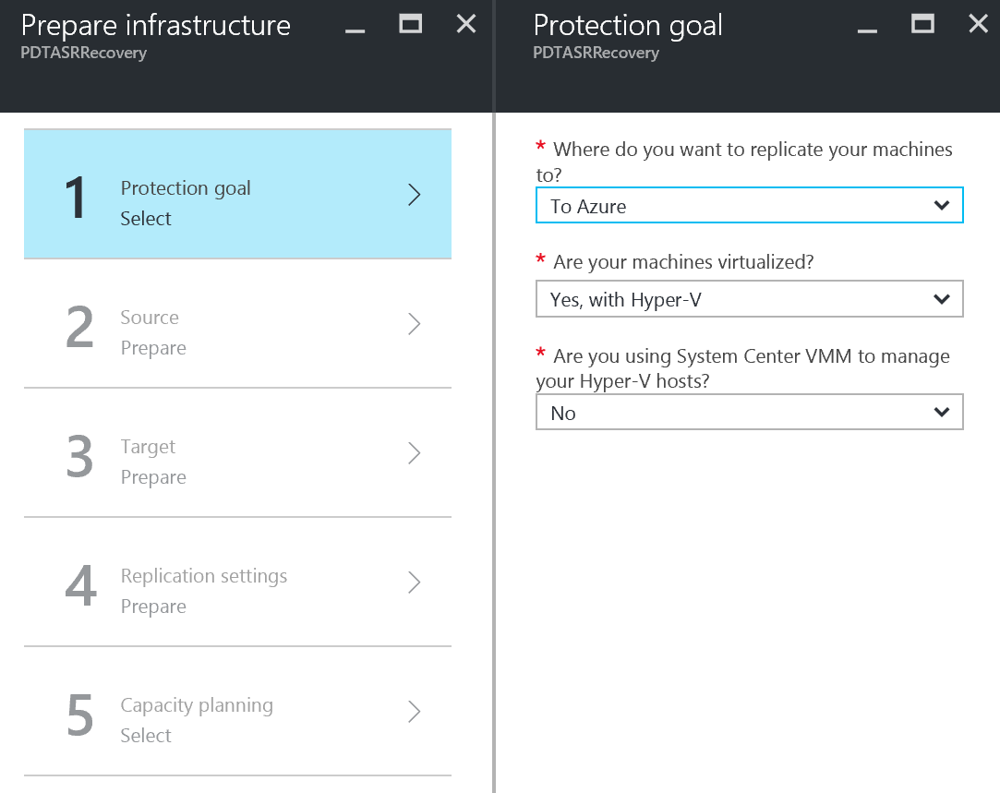 Prepare infrastructure
PDTASRRecovery
1
Protection goal
Select
2
Source
Prepare
3
Target
Prepare
4
Replication settings
Prepare
5
Capacity planning
Select
Protection goal
PDTASRRecovery
* Where do you want to replicate your machines
to?
To Azure
* Are your machines virtualized?
Yes, with Hyper-V
* Are you using System Center VMM to manage
your Hyper-V hosts?
No